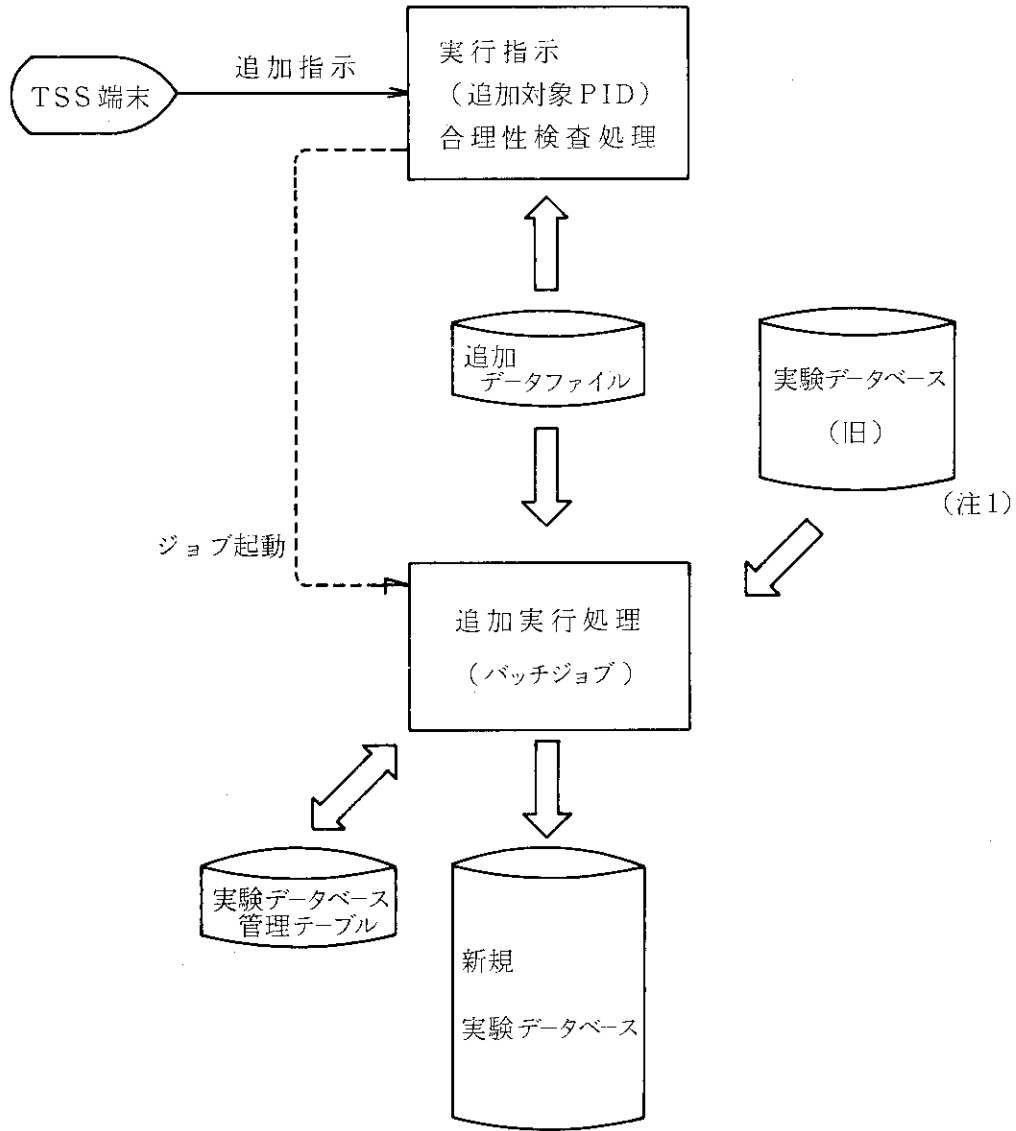 追加指示
TSS端末
実行指示
（追加対象PID）
合理性検査処理
追加
データファイル
実験データベース
（旧）
（注1）
ジョブ起動
追加実行処理
（バッチジョブ）
実験データベース
管理テーブル
新規
実験データベース